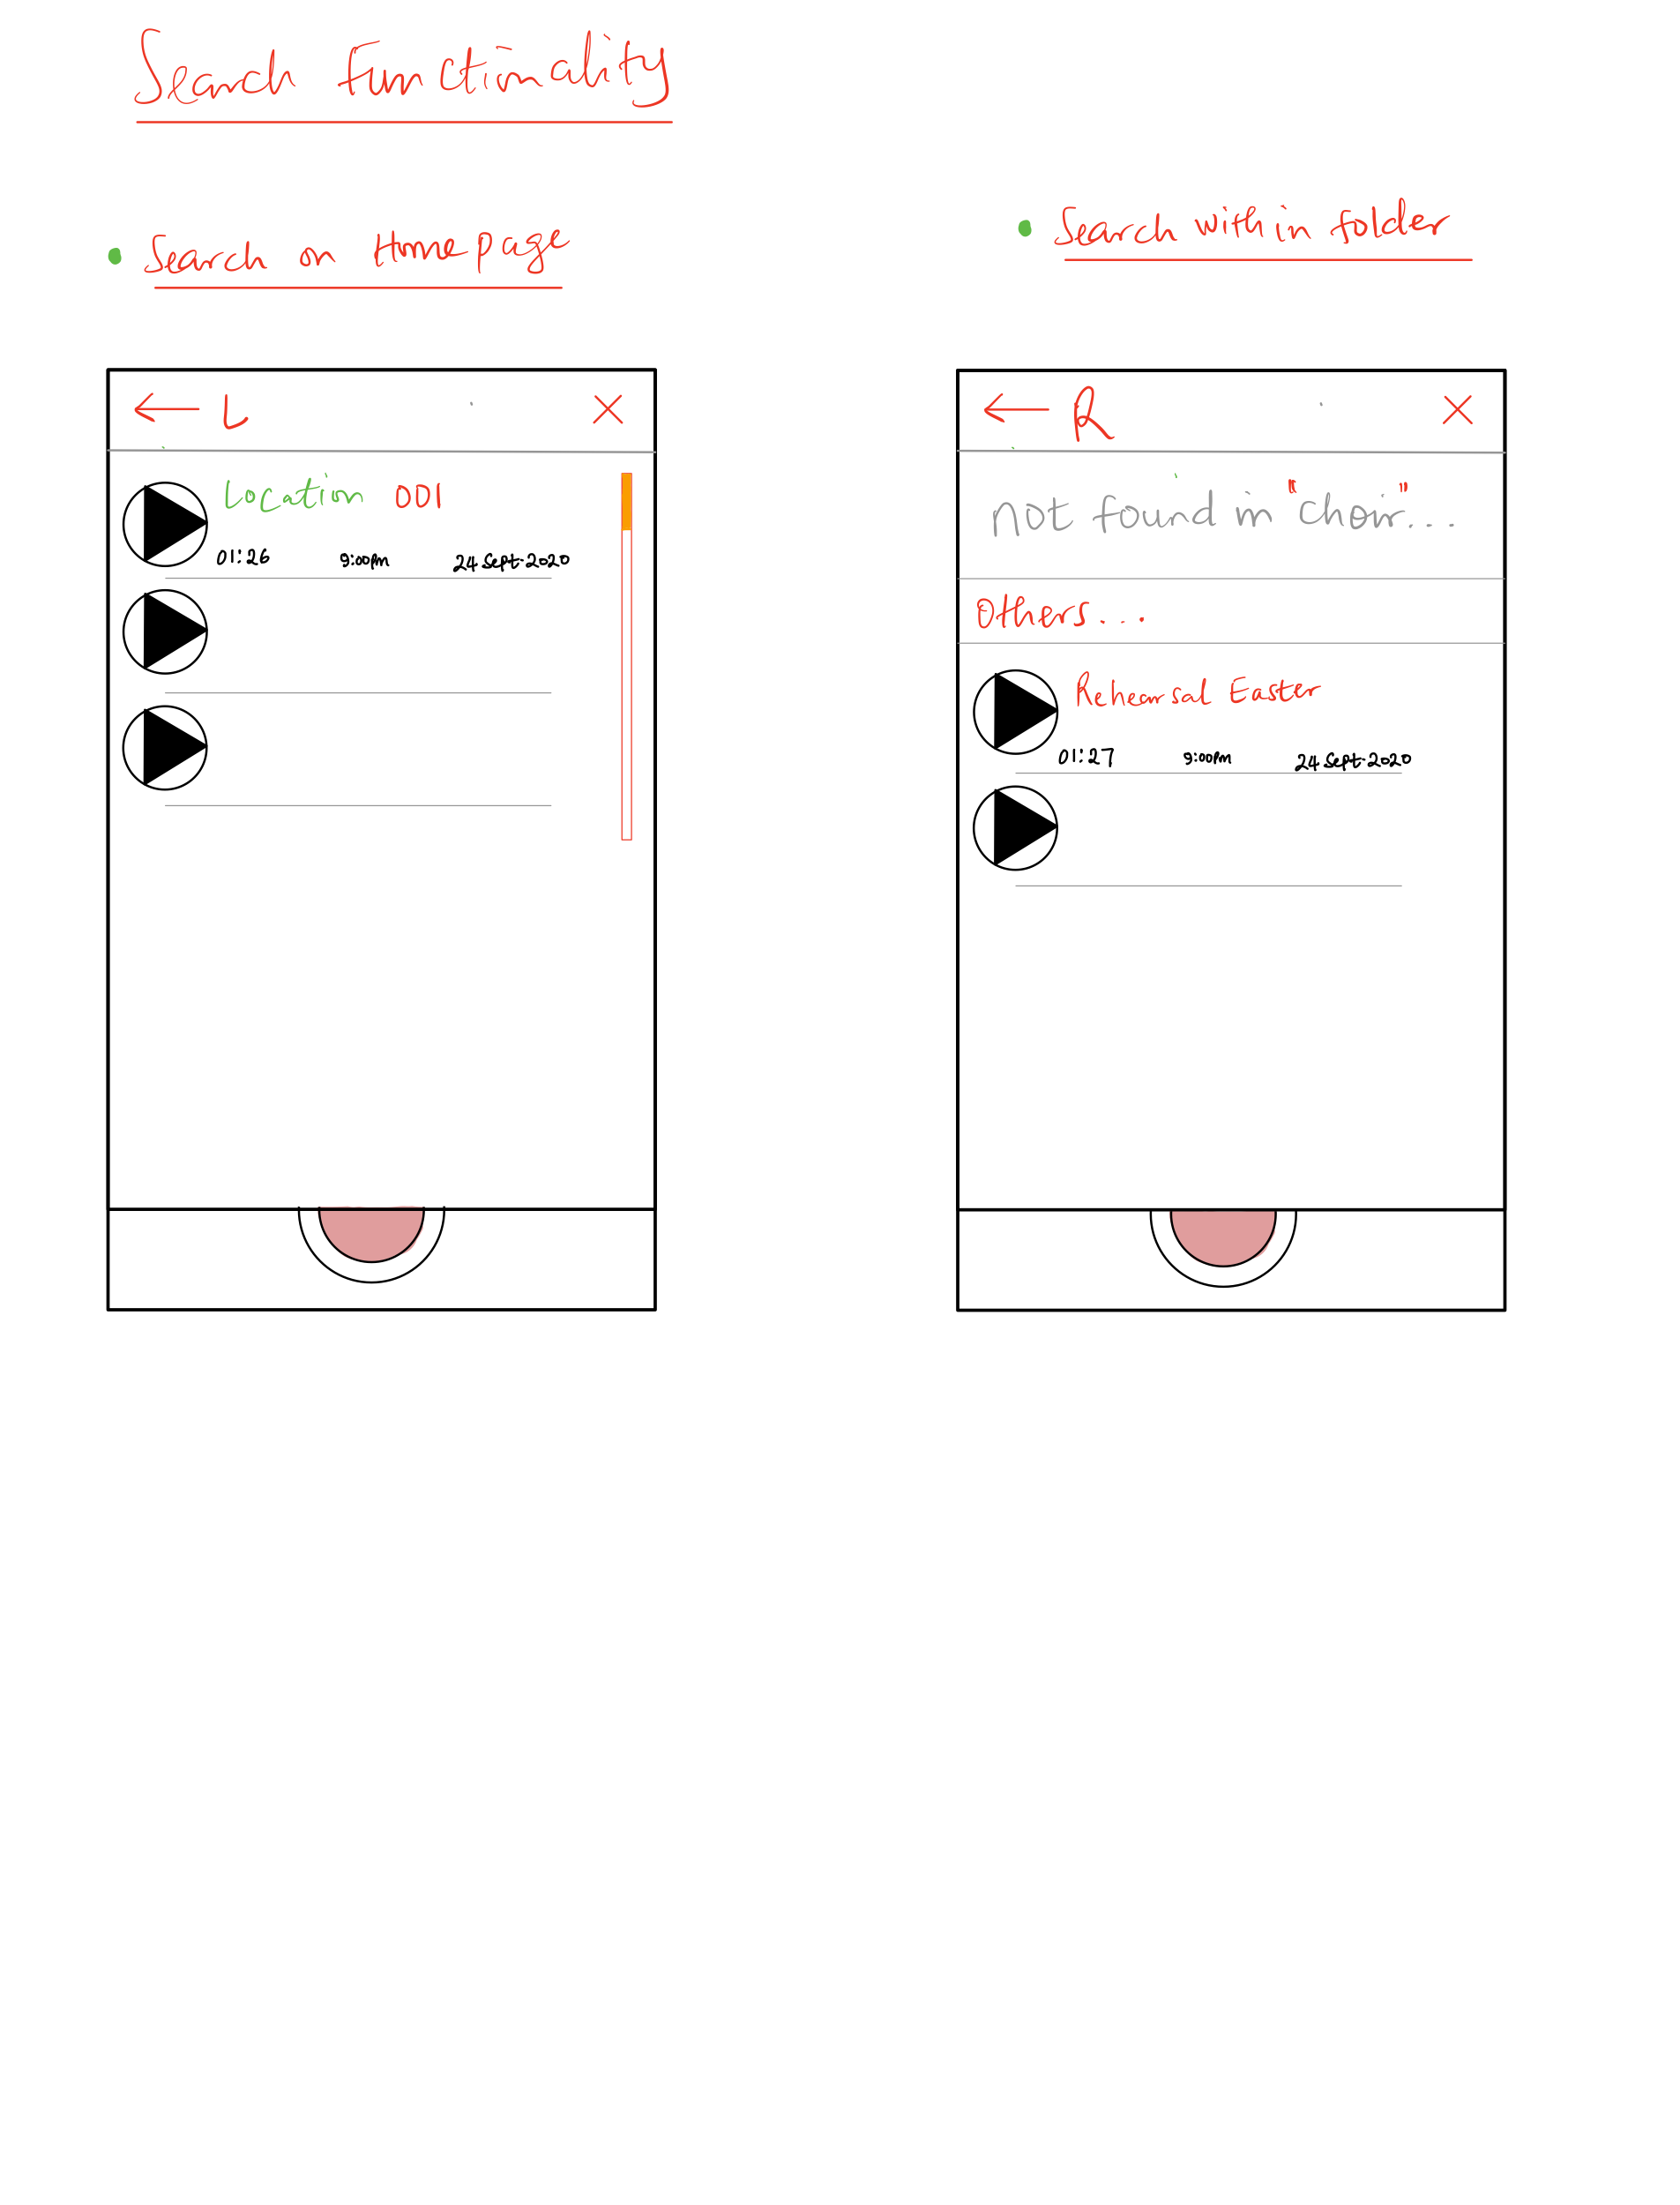 Search Functionality
Search on Homepage
L
Location 001
01:26 9:00pm 24 Sept-2020
Search within folder
R
not found in "choir"...
Others...
Rehearsal Easter
01:27 9:00pm 24 Sept-2020